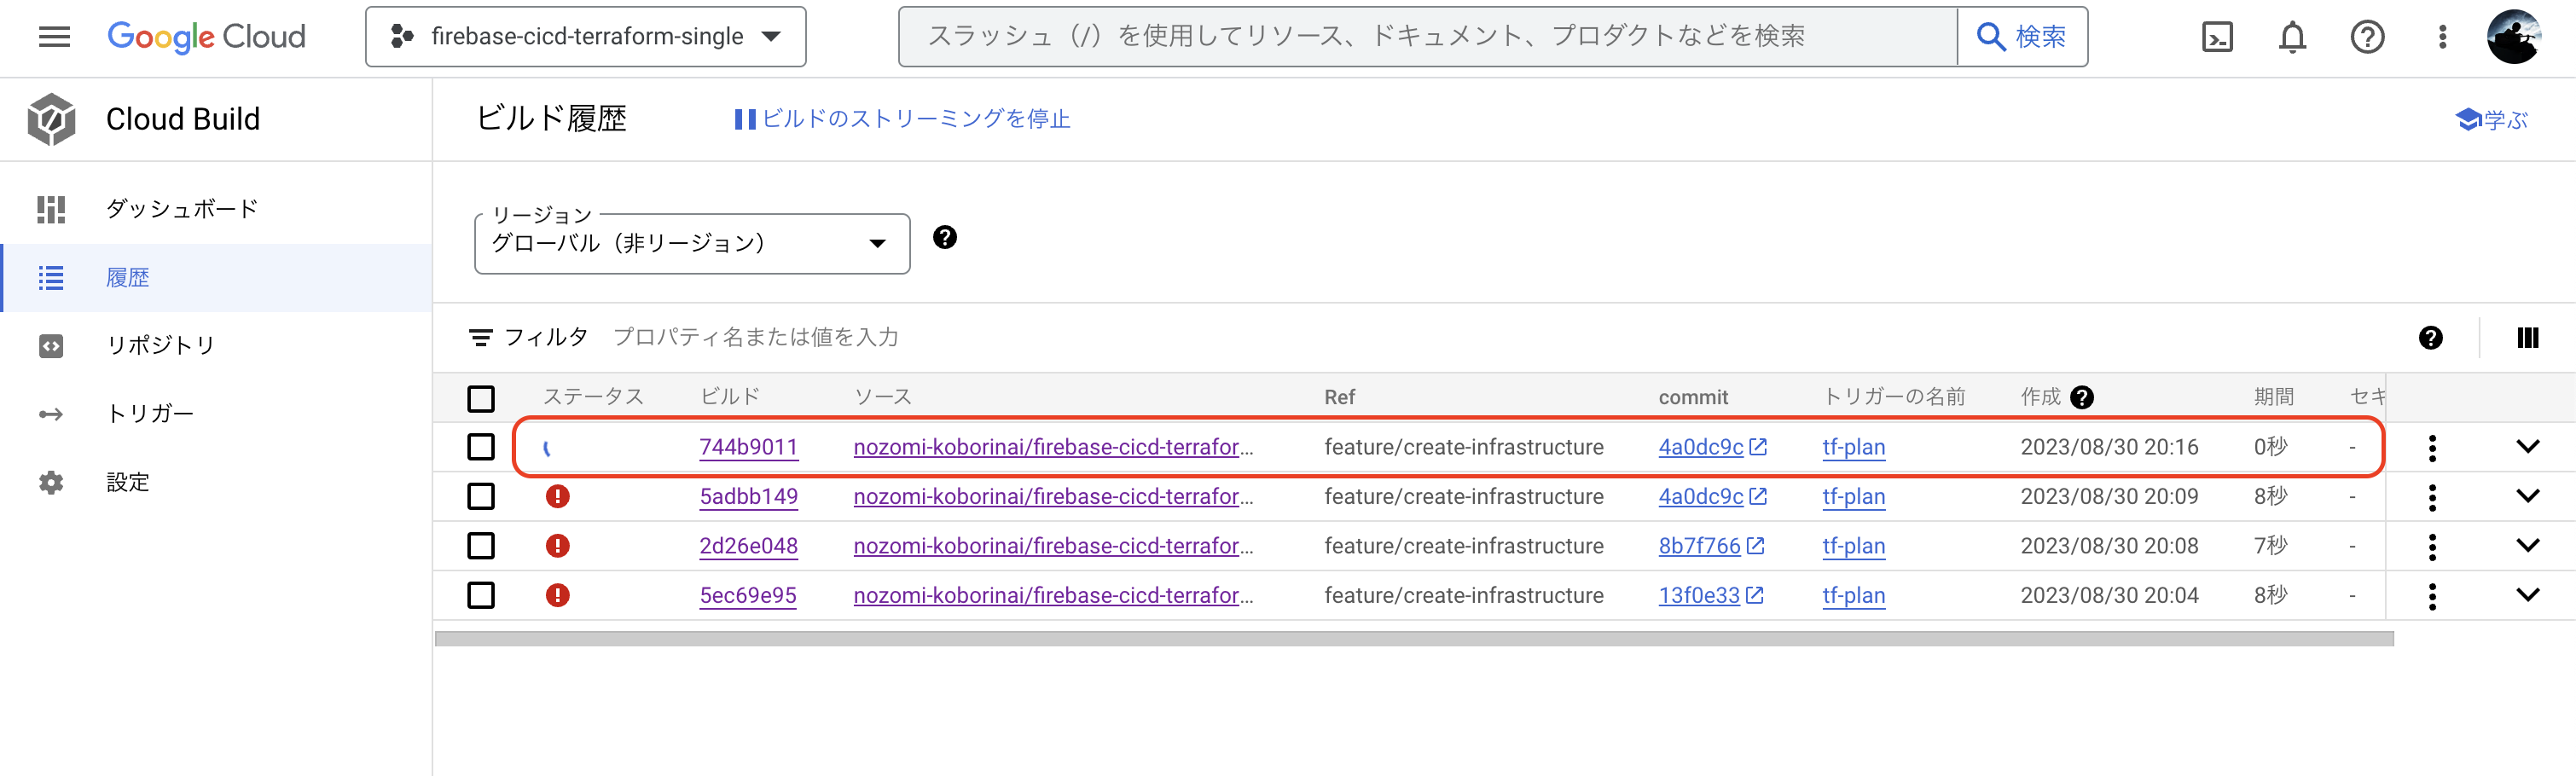 Google Cloud firebase-cicd-terraform-single スラッシュ（/）を使用してリソース、ドキュメント、プロダクトなどを検索 検索
Cloud Build
ビルド履歴 ビルドのストリーミングを停止 学ぶ
ダッシュボード
履歴
リポジトリ
トリガー
設定
リージョン
グローバル（非リージョン）
フィルタ プロパティ名または値を入力
ステータス ビルド ソース Ref commit トリガーの名前 作成 期間 セキ
744b9011 nozomi-koborinai/firebase-cicd-terrafor... feature/create-infrastructure 4a0dc9c tf-plan 2023/08/30 20:16 0秒 -
5adbb149 nozomi-koborinai/firebase-cicd-terrafor... feature/create-infrastructure 4a0dc9c tf-plan 2023/08/30 20:09 8秒 -
2d26e048 nozomi-koborinai/firebase-cicd-terrafor... feature/create-infrastructure 8b7f766 tf-plan 2023/08/30 20:08 7秒 -
5ec69e95 nozomi-koborinai/firebase-cicd-terrafor... feature/create-infrastructure 13f0e33 tf-plan 2023/08/30 20:04 8秒 -